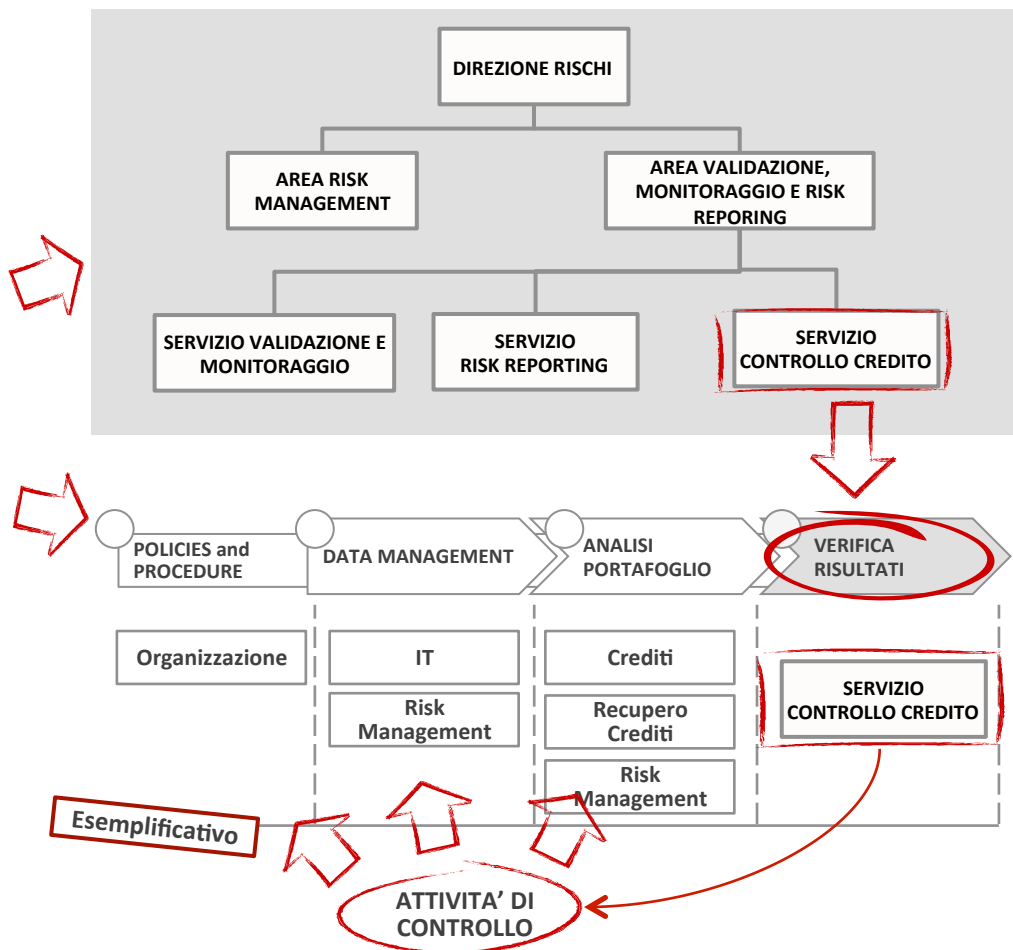 DIREZIONE RISCHI
AREA RISK
MANAGEMENT
AREA VALIDAZIONE,
MONITORAGGIO E RISK
REPORING
SERVIZIO VALIDAZIONE E
MONITORAGGIO
SERVIZIO
RISK REPORTING
SERVIZIO
CONTROLLO CREDITO
POLICIES and
PROCEDURE
DATA MANAGEMENT
ANALISI
PORTAFOGLIO
VERIFICA
RISULTATI
Organizzazione
IT
Risk
Management
Crediti
Recupero
Crediti
Risk
Management
SERVIZIO
CONTROLLO CREDITO
Esemplificativo
ATTIVITA’ DI
CONTROLLO